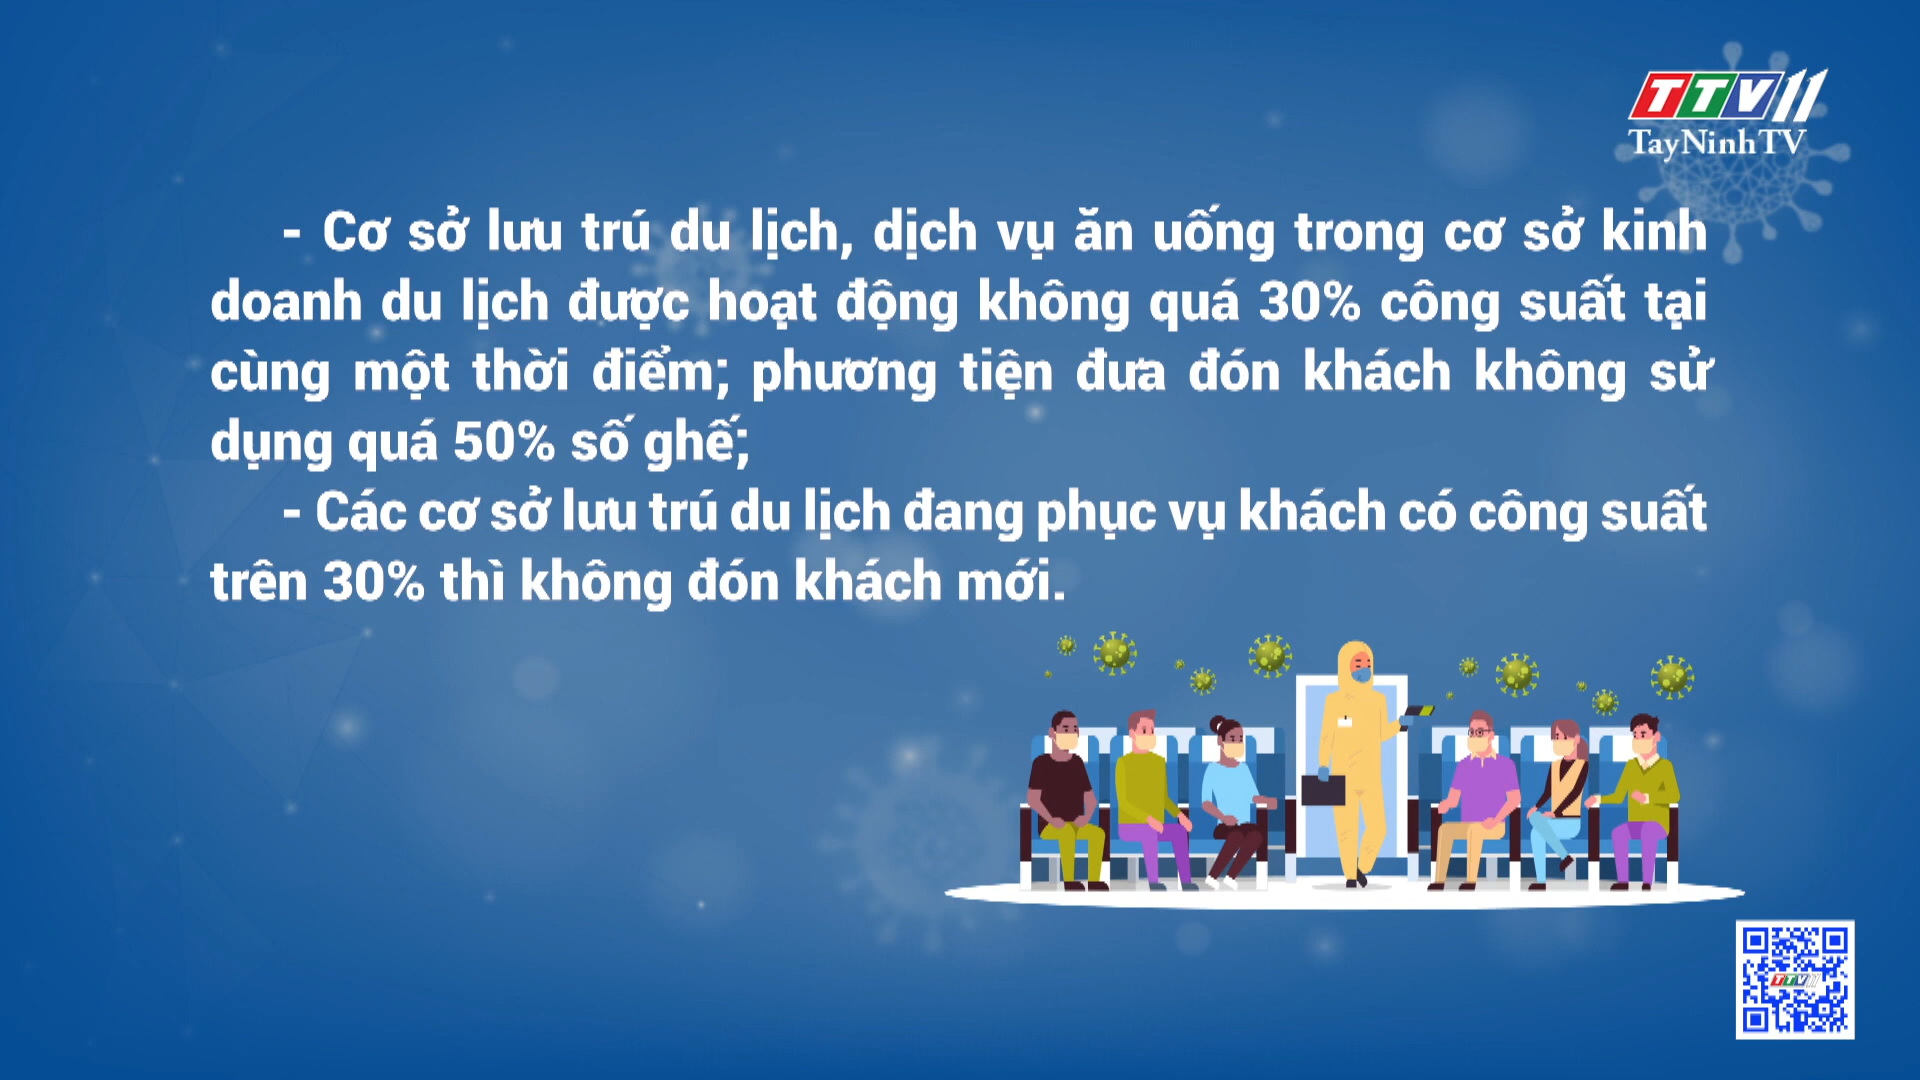 TTV11
TayNinhTV
- Cơ sở lưu trú du lịch, dịch vụ ăn uống trong cơ sở kinh
doanh du lịch được hoạt động không quá 30% công suất tại
cùng một thời điểm; phương tiện đưa đón khách không sử
dụng quá 50% số ghế;
- Các cơ sở lưu trú du lịch đang phục vụ khách có công suất
trên 30% thì không đón khách mới.
TTV11